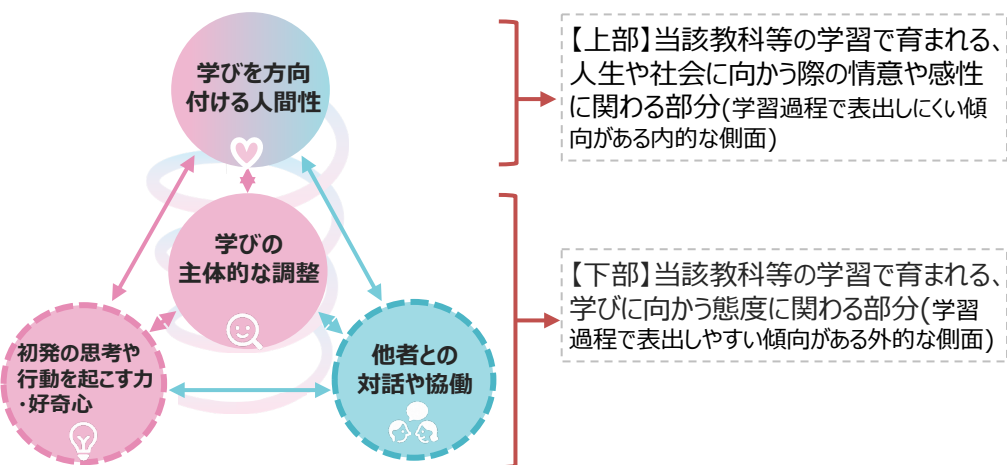 学びを方向
付ける人間性
学びの
主体的な調整
初発の思考や
行動を起こす力
・好奇心
他者との
対話や協働
【上部】当該教科等の学習で育まれる、
人生や社会に向かう際の情意や感性
に関わる部分(学習過程で表出しにくい傾
向がある内的な側面)
【下部】当該教科等の学習で育まれる、
学びに向かう態度に関わる部分(学習
過程で表出しやすい傾向がある外的な側面)